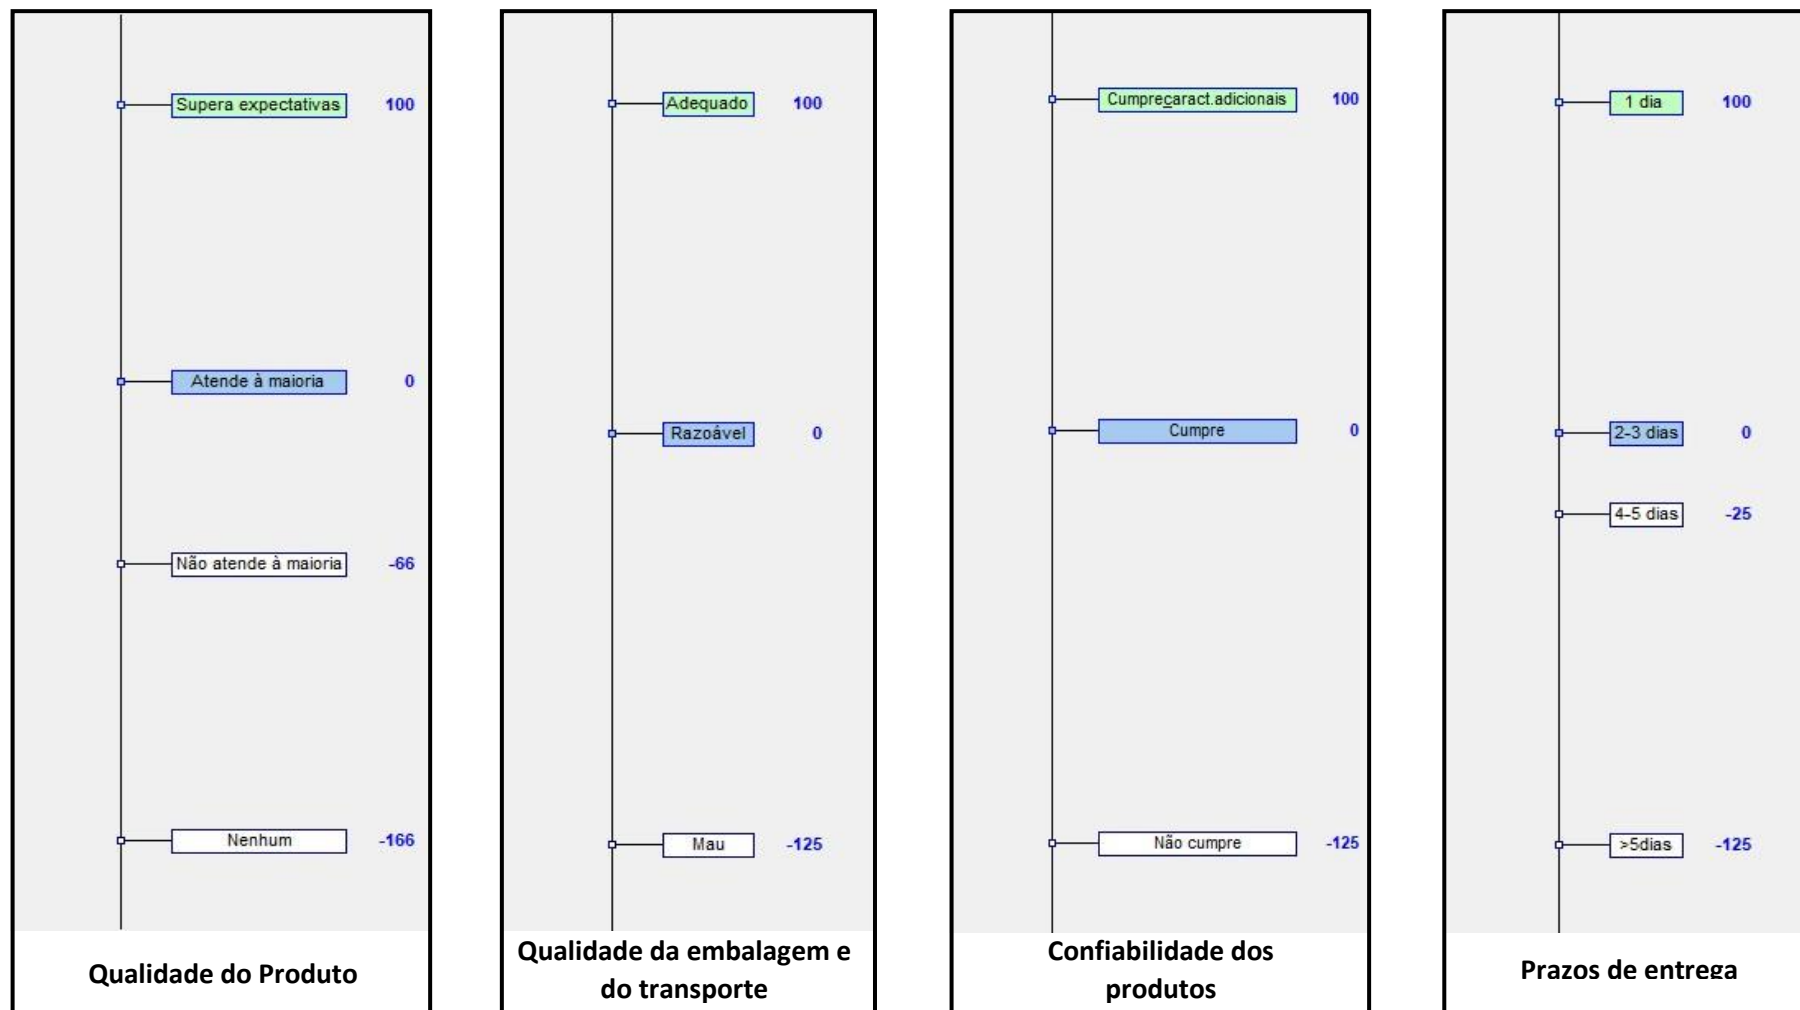 Supera expectativas 100
Atende à maioria 0
Não atende à maioria -66
Nenhum -166
Qualidade do Produto
Adequado 100
Razoável 0
Mau -125
Qualidade da embalagem e
do transporte
Cumprecaract.adicionais 100
Cumpre 0
Não cumpre -125
Confiabilidade dos
produtos
1 dia 100
2-3 dias 0
4-5 dias -25
>5dias -125
Prazos de entrega